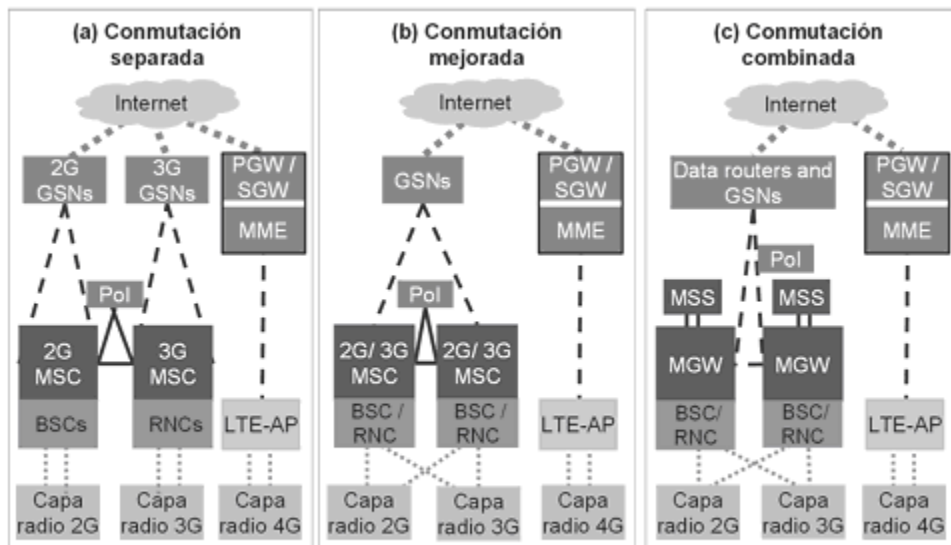 (a) Conmutación
separada
Internet
2G
GSNs
3G
GSNs
PGW /
SGW
MME
PoI
2G
MSC
3G
MSC
BSCs
RNCs
LTE-AP
Capa
radio 2G
Capa
radio 3G
Capa
radio 4G
(b) Conmutación
mejorada
Internet
GSNs
PGW /
SGW
MME
PoI
2G/ 3G
MSC
2G/ 3G
MSC
BSC /
RNC
BSC /
RNC
LTE-AP
Capa
radio 2G
Capa
radio 3G
Capa
radio 4G
(c) Conmutación
combinada
Internet
Data routers and
GSNs
PGW /
SGW
MME
PoI
MSS
MSS
MGW
MGW
BSC/
RNC
BSC/
RNC
LTE-AP
Capa
radio 2G
Capa
radio 3G
Capa
radio 4G